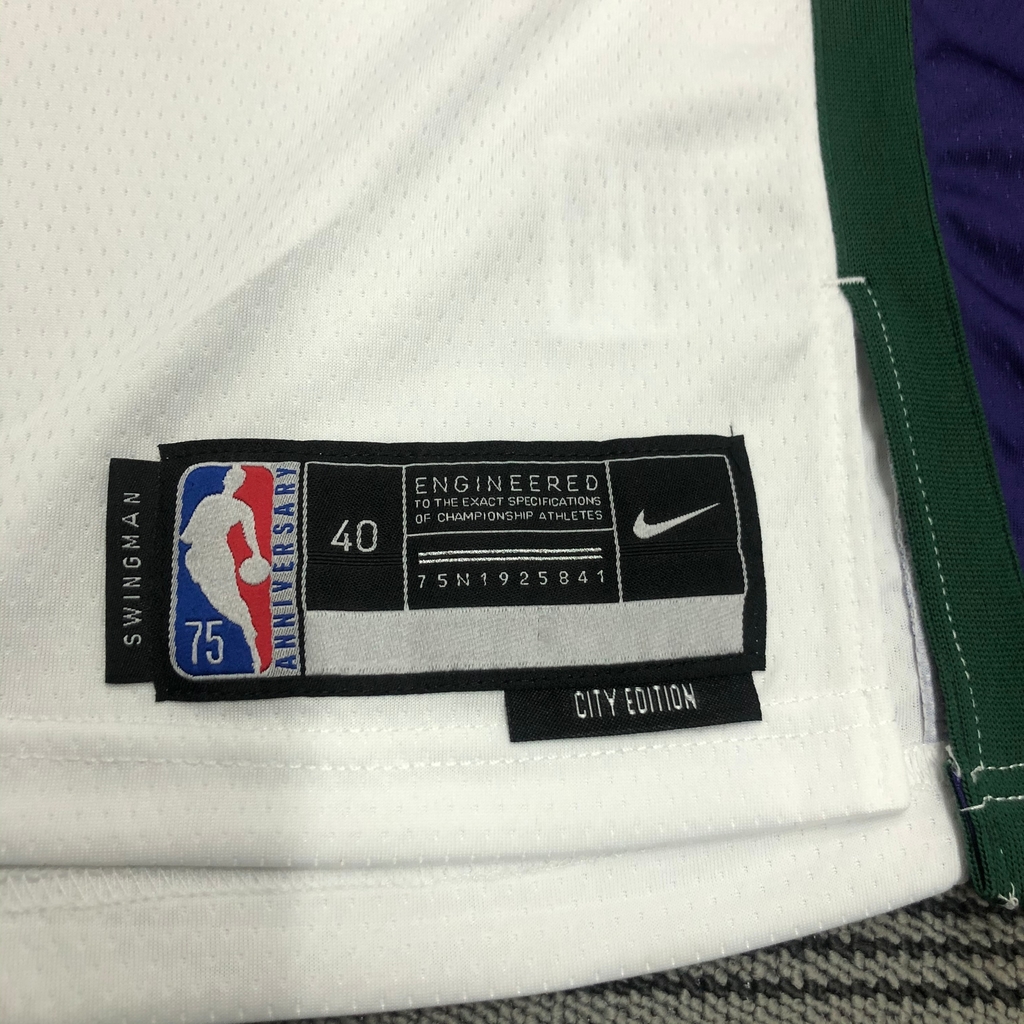 SWINGMAN
75
ANNIVERSARY
40
ENGINEERED
TO THE EXACT SPECIFICATIONS
OF CHAMPIONSHIP ATHLETES
75N1925841
CITY EDITION